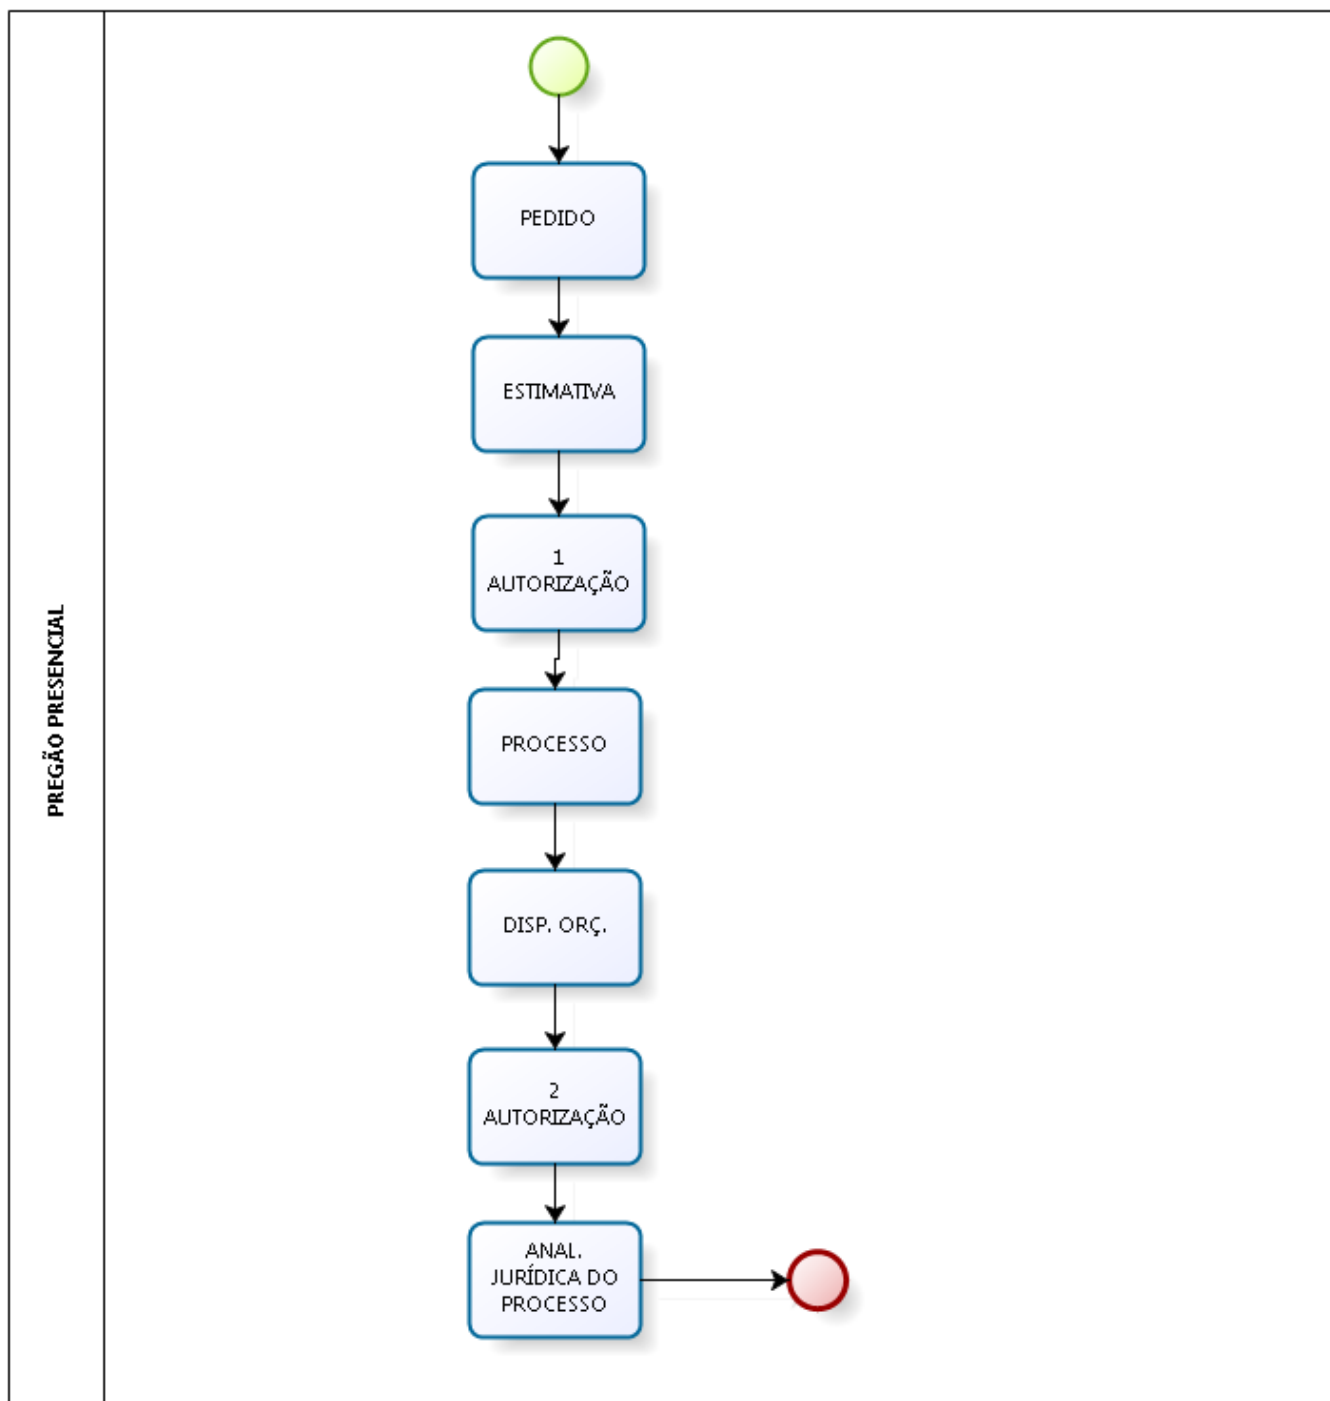 PREGÃO PRESENCIAL
PEDIDO
ESTIMATIVA
1
AUTORIZAÇÃO
PROCESSO
DISP. ORÇ.
2
AUTORIZAÇÃO
ANAL.
JURÍDICA DO
PROCESSO